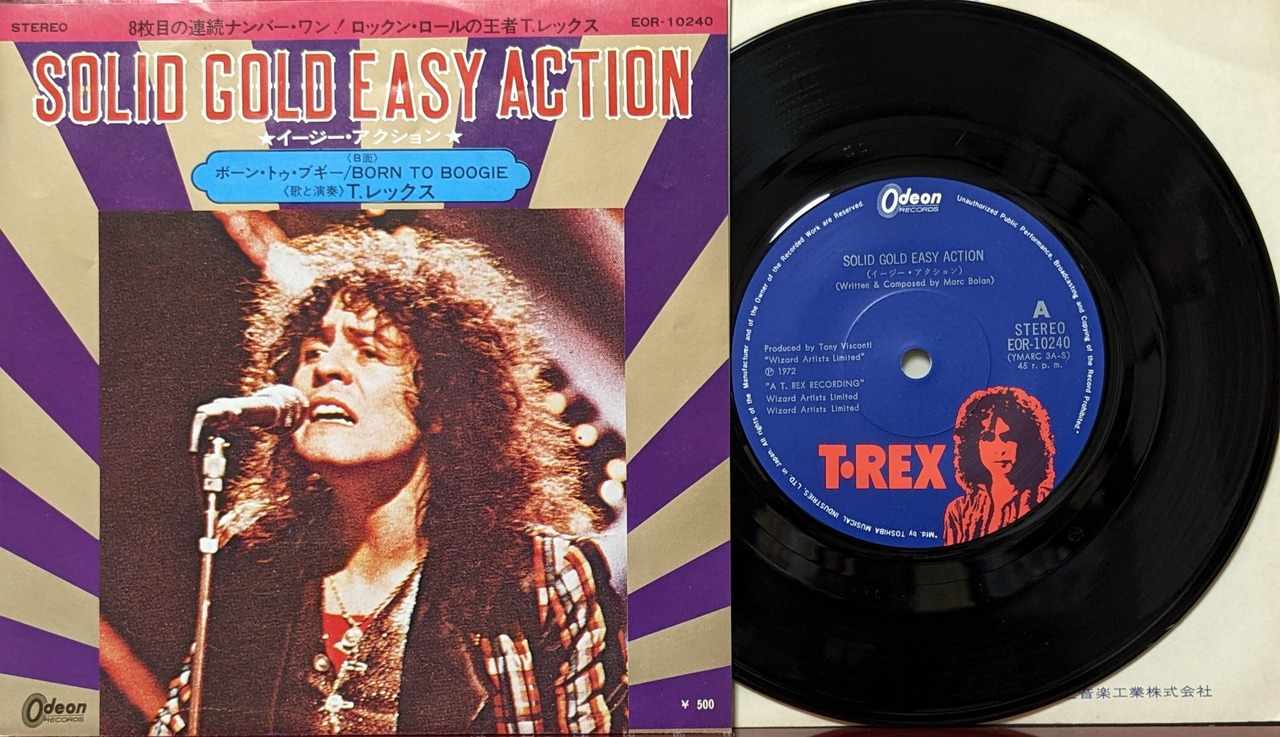 STEREO
8枚目の連続ナンバー・ワン! ロックン・ロールの王者T.レックス
EOR-10240
SOLID GOLD EASY ACTION
★イージー・アクション★
《B面》
ボーン・トゥ・ブギー/BORN TO BOOGIE
《歌と演奏》T.レックス
Odeon
RECORDS
¥ 500
Odeon
RECORDS
Unauthorized Public Performance, Broadcasting and Copying of the Record Prohibited.*
*Mfd. by TOSHIBA MUSICAL INDUSTRIES, LTD. in Japan. All rights of the Manufacturer and of the Owner of the Recorded Work are Reserved.
SOLID GOLD EASY ACTION
(イージー・アクション)
(Written & Composed by Marc Bolan)
A
STEREO
EOR-10240
(YMARC 3A-S)
45 r. p. m.
Produced by Tony Visconti
"Wizard Artists Limited"
℗ 1972
"A T. REX RECORDING"
Wizard Artists Limited
Wizard Artists Limited
T•REX
音楽工業株式会社